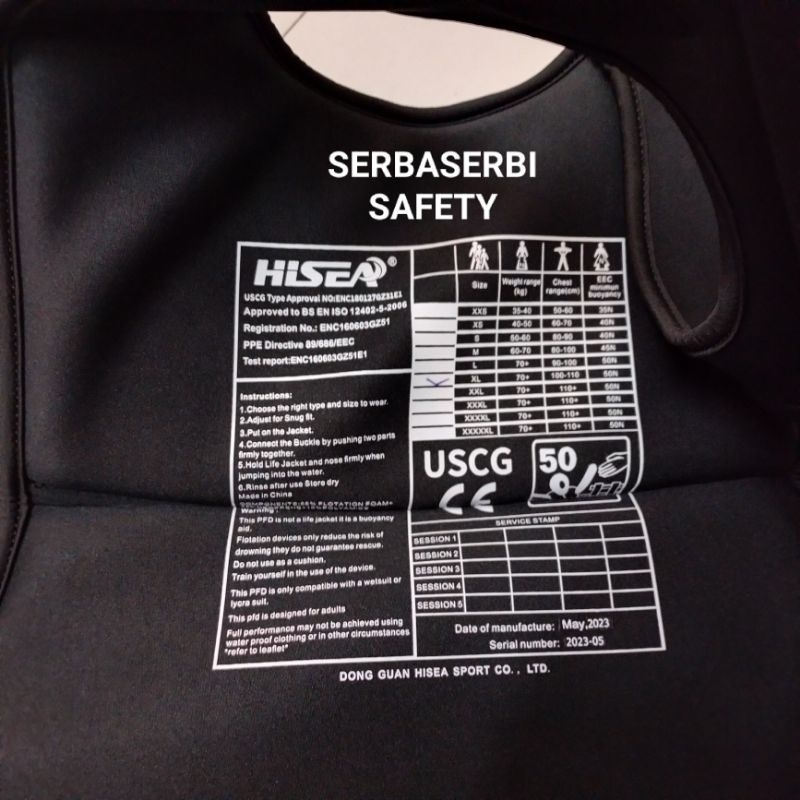 SERBASERBI
SAFETY
HISEA®
USCG Type Approval NO:ENC1801270Z31E1
Approved to BS EN ISO 12402-5-2006
Registration No.: ENC160603GZ51
PPE Directive 89/686/EEC
Test report:ENC160603GZ51E1
Size Weight range (kg) Chest range(cm) EEC minimun buoyancy
XXS 35-40 50-60 35N
XS 40-50 60-70 40N
S 50-60 80-90 40N
M 60-70 80-100 45N
L 70+ 90-100 50N
XL 70+ 100-110 50N
XXL 70+ 110+ 50N
XXXL 70+ 110+ 50N
XXXXL 70+ 110+ 50N
XXXXXL 70+ 110+ 50N
Instructions:
1.Choose the right type and size to wear.
2.Adjust for Snug fit.
3.Put on the Jacket.
4.Connect the Buckle by pushing two parts
firmly together.
5.Hold Life Jacket and nose firmly when
jumping into the water.
6.Rinse after use Store dry
Made in China
USCG
CE
50
Warning:
This PFD is not a life jacket it is a buoyancy
aid.
Flotation devices only reduce the risk of
drowning they do not guarantee rescue.
Do not use as a cushion.
Train yourself in the use of the device.
This PFD is only compatible with a wetsuit or
lycra suit.
This pfd is designed for adults
Full performance may not be achieved using
water proof clothing or in other circumstances
"refer to leaflet"
SERVICE STAMP
SESSION 1
SESSION 2
SESSION 3
SESSION 4
SESSION 5
Date of manufacture: May,2023
Serial number: 2023-05
DONG GUAN HISEA SPORT CO., LTD.